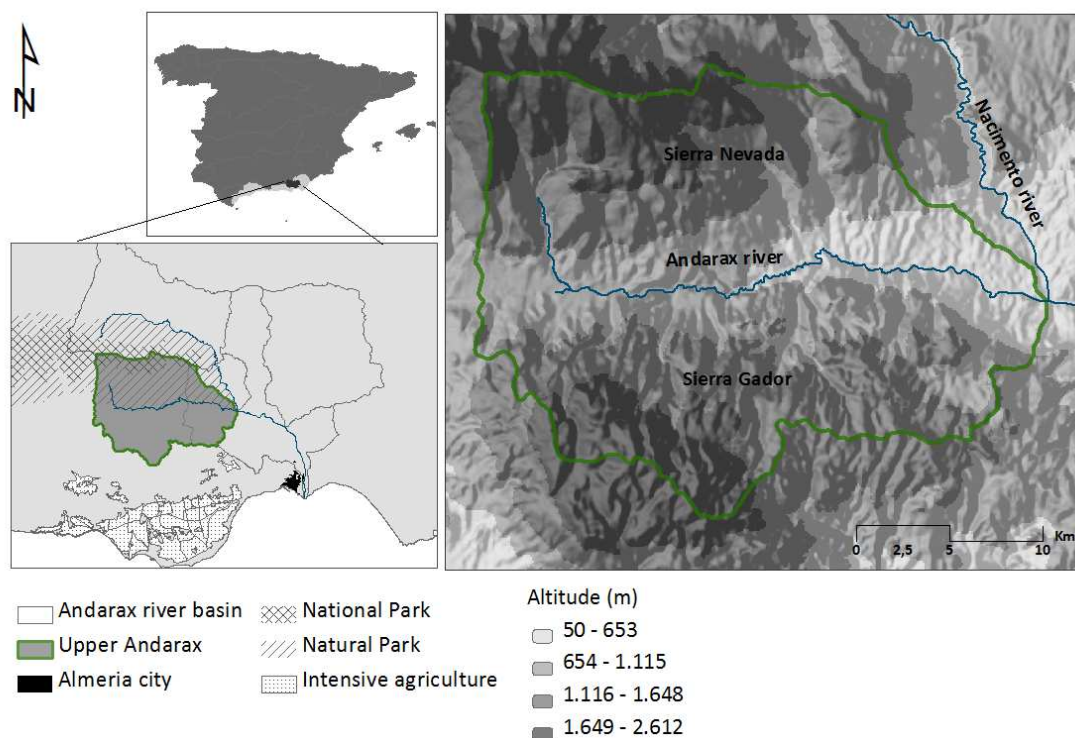 N
Sierra Nevada
Nacimento river
Andarax river
Sierra Gador
Km
0 2,5 5 10
Andarax river basin
Upper Andarax
Almeria city
National Park
Natural Park
Intensive agriculture
Altitude (m)
50 - 653
654 - 1.115
1.116 - 1.648
1.649 - 2.612